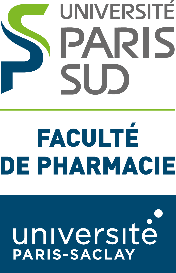 UNIVERSITÉ
PARIS
SUD
FACULTÉ
DE PHARMACIE
université
PARIS-SACLAY